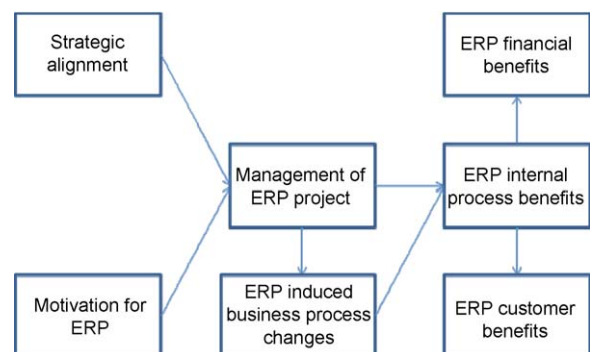 Strategic
alignment
ERP financial
benefits
Management of
ERP project
ERP internal
process benefits
Motivation for
ERP
ERP induced
business process
changes
ERP customer
benefits